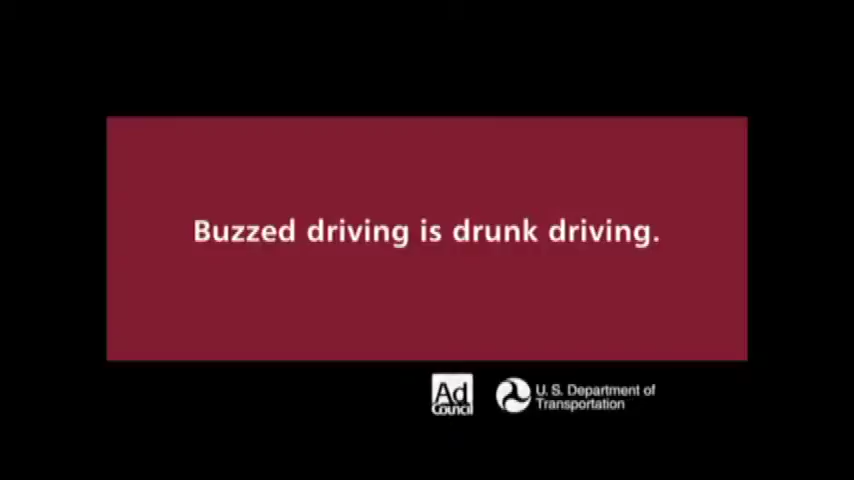 Buzzed driving is drunk driving.
Ad
Council
U. S. Department of
Transportation